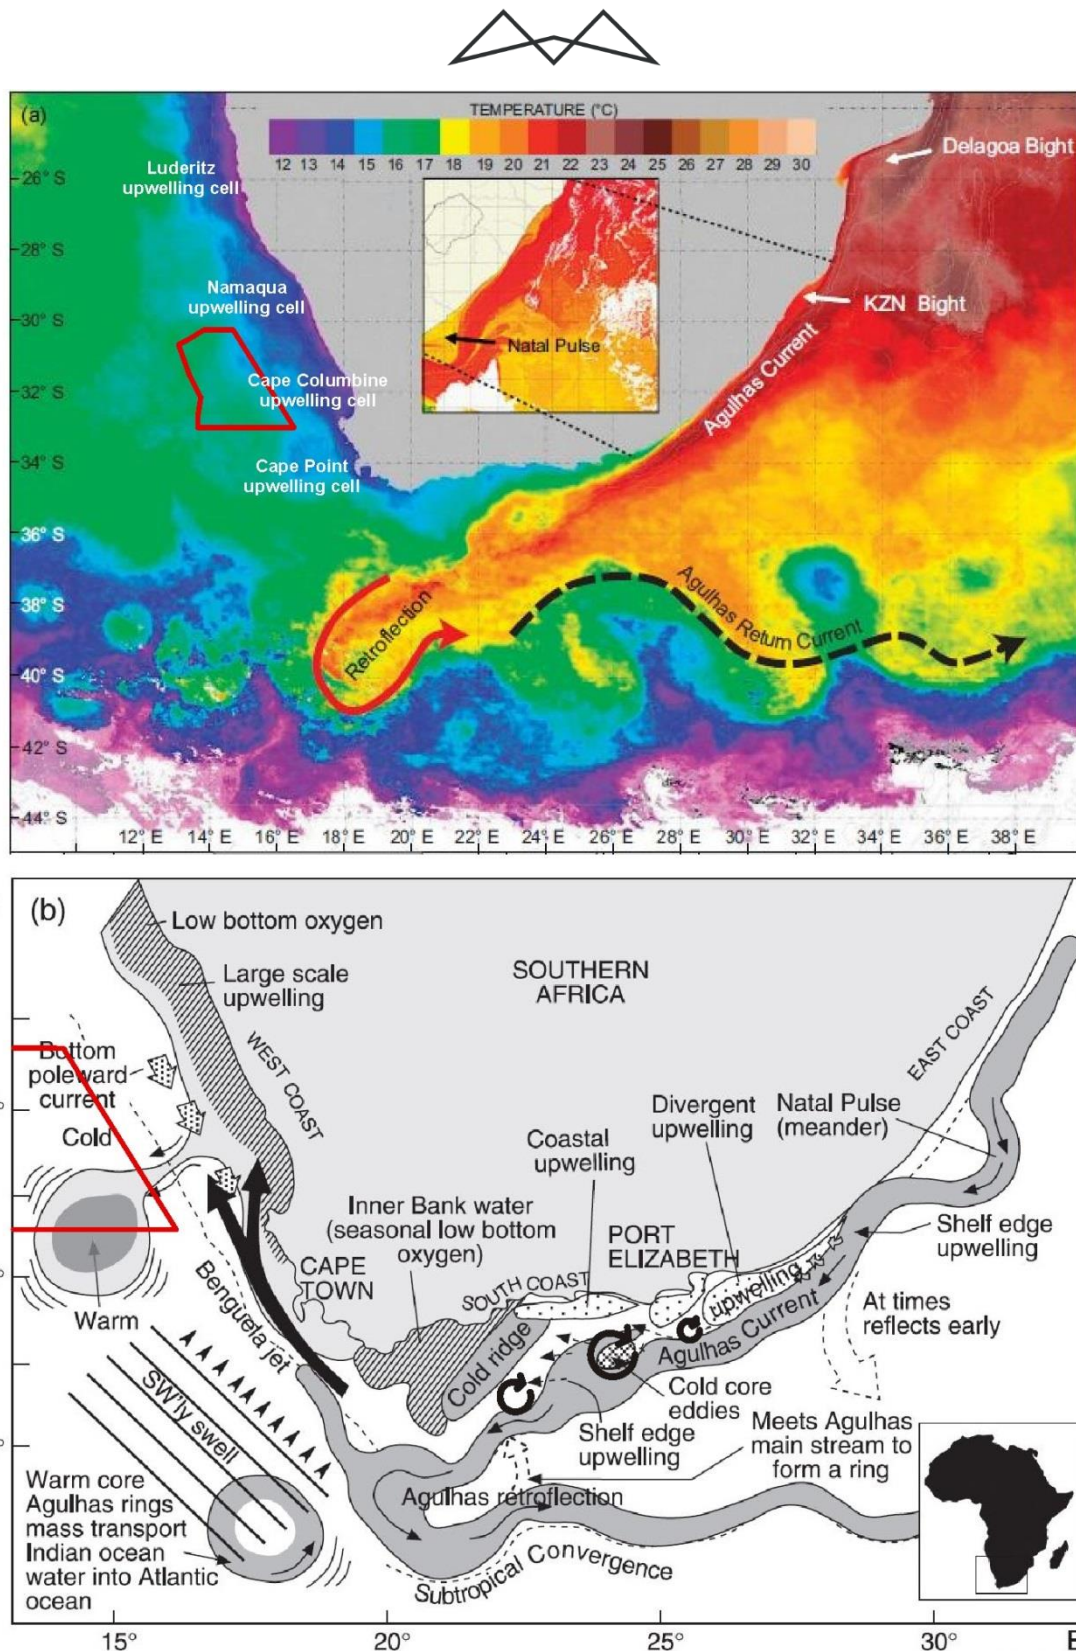 (a)
TEMPERATURE (°C)
12 13 14 15 16 17 18 19 20 21 22 23 24 25 26 27 28 29 30
Delagoa Bight
Luderitz
upwelling cell
26° S
28° S
Namaqua
upwelling cell
KZN Bight
30° S
Natal Pulse
Agulhas Current
32° S
Cape Columbine
upwelling cell
34° S
Cape Point
upwelling cell
36° S
38° S
Retroflection
Agulhas Return Current
40° S
42° S
44° S
12° E 14° E 16° E 18° E 20° E 22° E 24° E 26° E 28° E 30° E 32° E 34° E 36° E 38° E
(b)
Low bottom oxygen
SOUTHERN
AFRICA
Large scale
upwelling
WEST COAST
EAST COAST
Bottom
poleward
current
Cold
Divergent
upwelling
Natal Pulse
(meander)
Coastal
upwelling
Inner Bank water
(seasonal low bottom
oxygen)
PORT
ELIZABETH
Shelf edge
upwelling
CAPE
TOWN
SOUTH COAST
upwelling
Warm
Benguela jet
At times
reflects early
Agulhas Current
Cold ridge
SW'ly swell
Cold core
eddies
Shelf edge
upwelling
Meets Agulhas
main stream to
form a ring
Warm core
Agulhas rings
mass transport
Indian ocean
water into Atlantic
ocean
Agulhas retroflection
Subtropical Convergence
15° 20° 25° 30° E